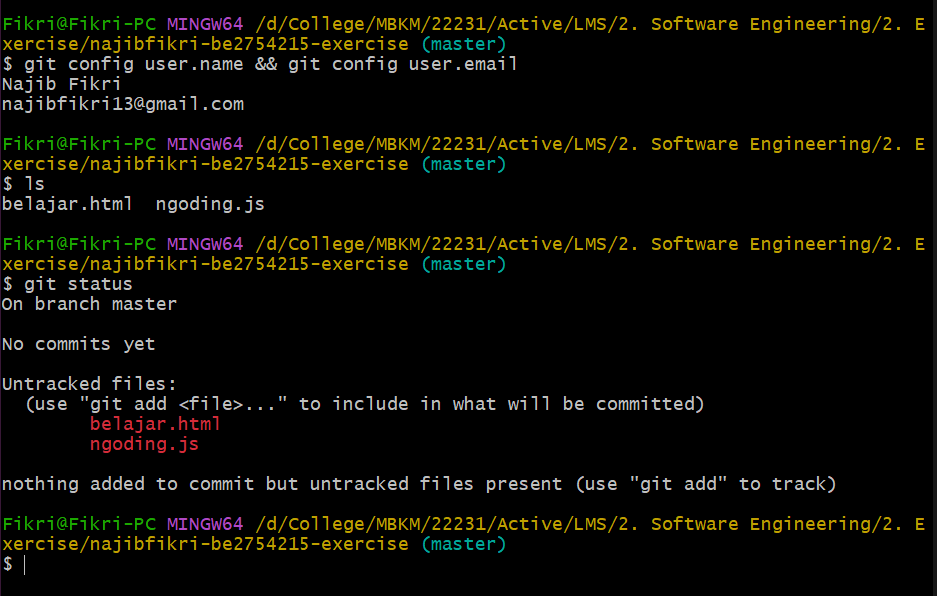 Fikri@Fikri-PC MINGW64 /d/College/MBKM/22231/Active/LMS/2. Software Engineering/2. E
xercise/najibfikri-be2754215-exercise (master)
$ git config user.name && git config user.email
Najib Fikri
najibfikri13@gmail.com
Fikri@Fikri-PC MINGW64 /d/College/MBKM/22231/Active/LMS/2. Software Engineering/2. E
xercise/najibfikri-be2754215-exercise (master)
$ ls
belajar.html  ngoding.js
Fikri@Fikri-PC MINGW64 /d/College/MBKM/22231/Active/LMS/2. Software Engineering/2. E
xercise/najibfikri-be2754215-exercise (master)
$ git status
On branch master
No commits yet
Untracked files:
  (use "git add <file>..." to include in what will be committed)
        belajar.html
        ngoding.js
nothing added to commit but untracked files present (use "git add" to track)
Fikri@Fikri-PC MINGW64 /d/College/MBKM/22231/Active/LMS/2. Software Engineering/2. E
xercise/najibfikri-be2754215-exercise (master)
$